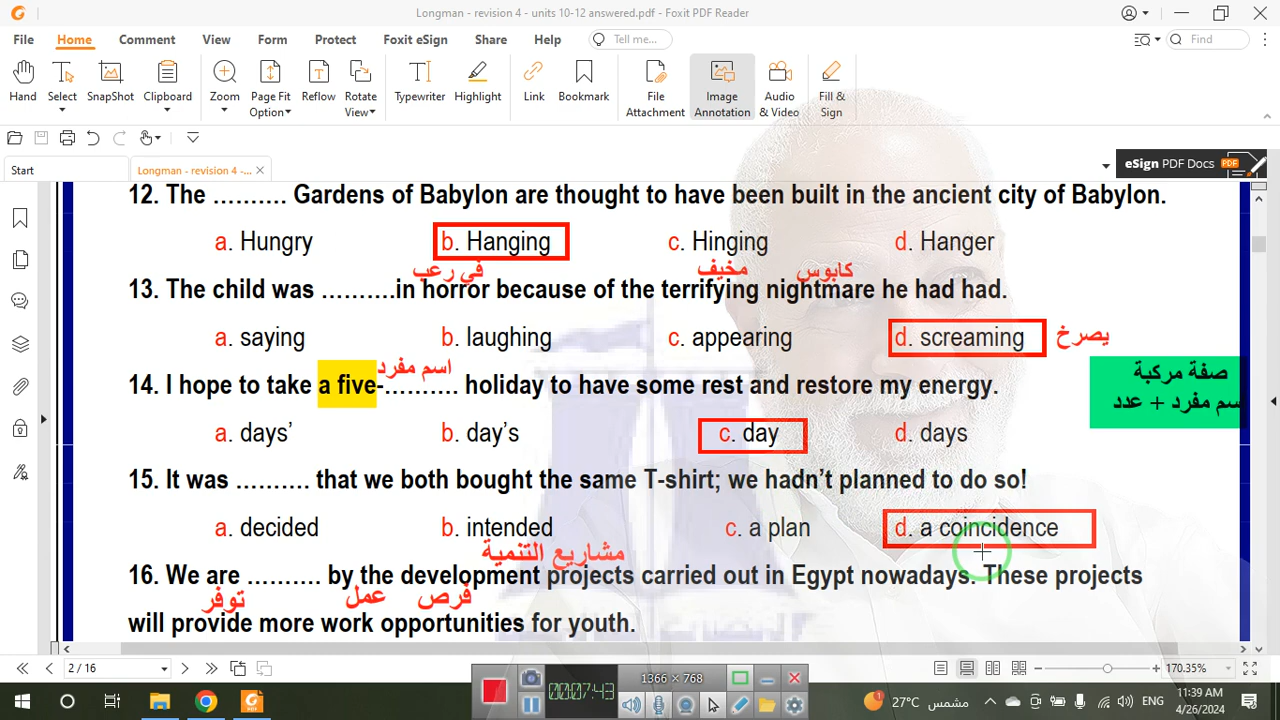 Longman - revision 4 - units 10-12 answered.pdf - Foxit PDF Reader
File Home Comment View Form Protect Foxit eSign Share Help Tell me... Find
Hand Select SnapShot Clipboard Zoom Page Fit Option Reflow Rotate View Typewriter Highlight Link Bookmark File Attachment Image Annotation Audio & Video Fill & Sign
Start Longman - revision 4 -... eSign PDF Docs PDF
12. The ………. Gardens of Babylon are thought to have been built in the ancient city of Babylon.
a. Hungry b. Hanging c. Hinging d. Hanger
في رعب مخيف كابوس
13. The child was ……….in horror because of the terrifying nightmare he had had.
a. saying b. laughing c. appearing d. screaming يصرخ
اسم مفرد صفة مركبة
14. I hope to take a five-………. holiday to have some rest and restore my energy.
سم مفرد + عدد
a. days' b. day's c. day d. days
15. It was ………. that we both bought the same T-shirt; we hadn't planned to do so!
a. decided b. intended c. a plan d. a coincidence
مشاريع التنمية
16. We are ………. by the development projects carried out in Egypt nowadays. These projects
توفر عمل فرص
will provide more work opportunities for youth.
2 / 16 170.35%
00:07:43 1366 × 768
1 27°C مشمس ENG 11:39 AM
4/26/2024